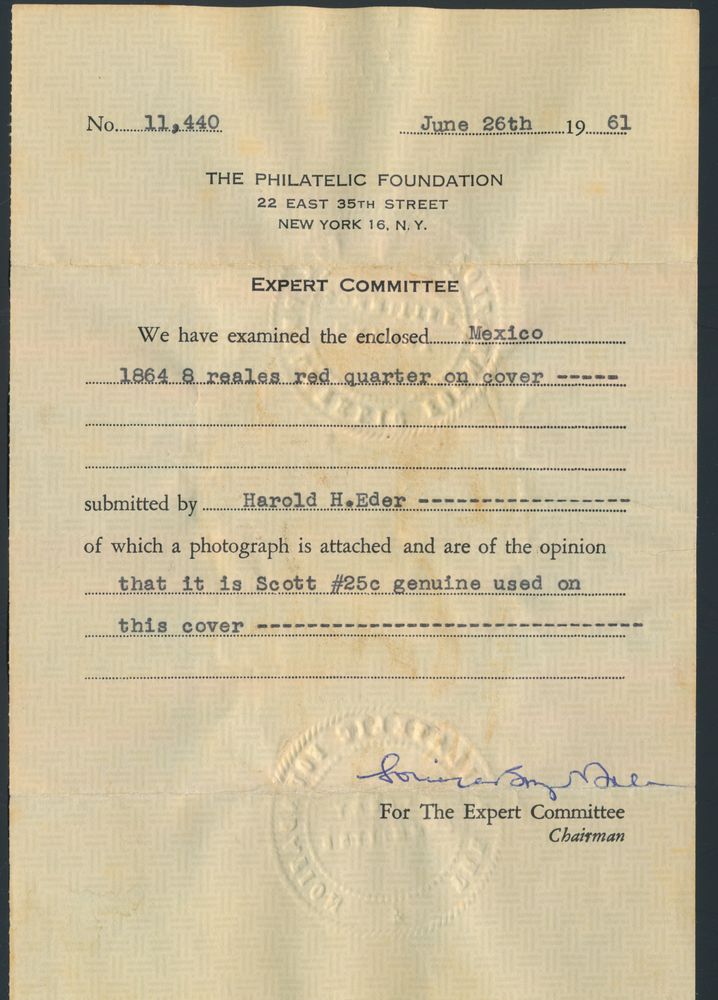 No. 11,440 June 26th 19 61
THE PHILATELIC FOUNDATION
22 EAST 35TH STREET
NEW YORK 16, N. Y.
EXPERT COMMITTEE
We have examined the enclosed Mexico
1864 8 reales red quarter on cover -----
submitted by Harold H.Eder -----------------
of which a photograph is attached and are of the opinion
that it is Scott #25c genuine used on
this cover -------------------------------
For The Expert Committee
Chairman